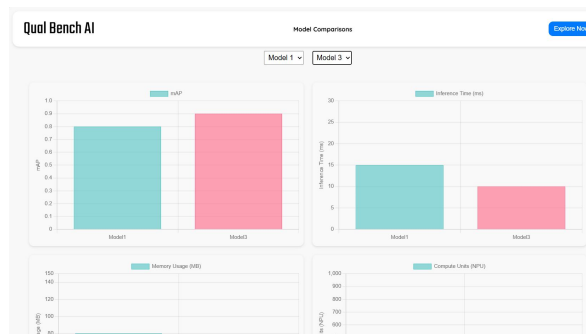 Qual Bench AI
Model Comparisons
Explore Now
Model 1
Model 3
mAP
1.0
0.9
0.8
0.7
0.6
0.5
0.4
0.3
0.2
0.1
0
mAP
Model1
Model3
Inference Time (ms)
30
25
20
15
10
5
0
Inference Time (ms)
Model1
Model3
Memory Usage (MB)
150
140
120
100
80
(MB)
Compute Units (NPU)
1,000
900
800
700
600
(NPU)